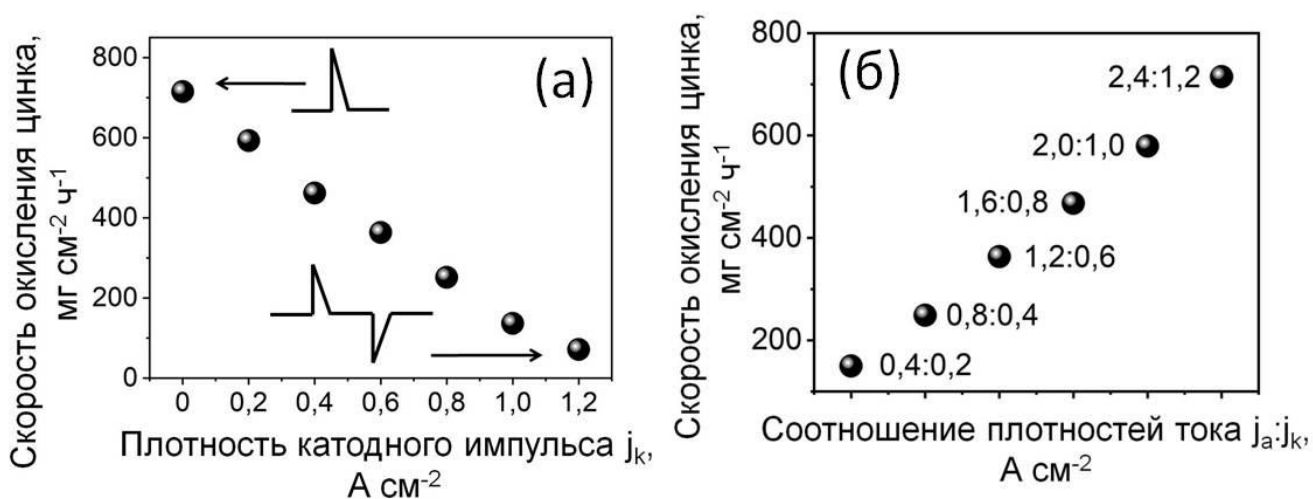 Скорость окисления цинка,
мг см⁻² ч⁻¹
800
600
400
200
0
(а)
0 0,2 0,4 0,6 0,8 1,0 1,2
Плотность катодного импульса jₖ,
А см⁻²
Скорость окисления цинка,
мг см⁻² ч⁻¹
800
600
400
200
(б)
2,4:1,2
2,0:1,0
1,6:0,8
1,2:0,6
0,8:0,4
0,4:0,2
Соотношение плотностей тока jₐ:jₖ,
А см⁻²